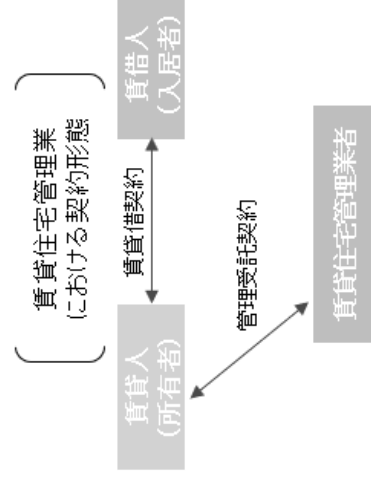 賃貸住宅管理業
における契約形態
賃貸人
(所有者)
賃貸借契約
賃借人
(入居者)
管理受託契約
賃貸住宅管理業者